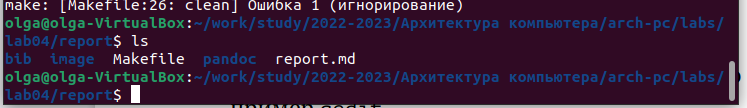 make: [Makefile:26: clean] Ошибка 1 (игнорирование)
olga@olga-VirtualBox:~/work/study/2022-2023/Архитектура компьютера/arch-pc/labs/
lab04/report$ ls
bib image Makefile pandoc report.md
olga@olga-VirtualBox:~/work/study/2022-2023/Архитектура компьютера/arch-pc/labs/
lab04/report$